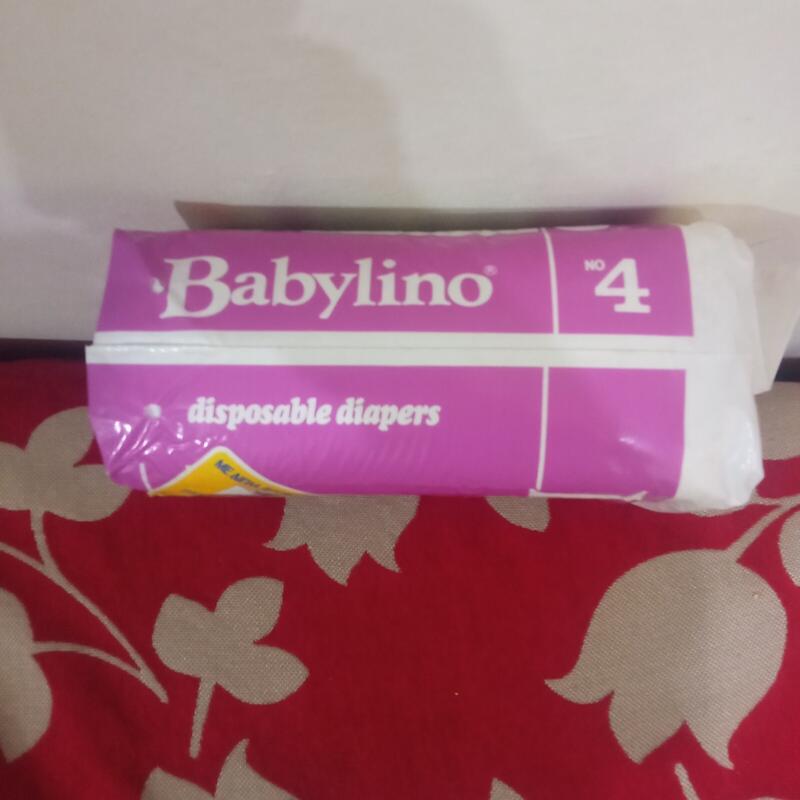 Babylino®
NO 4
disposable diapers